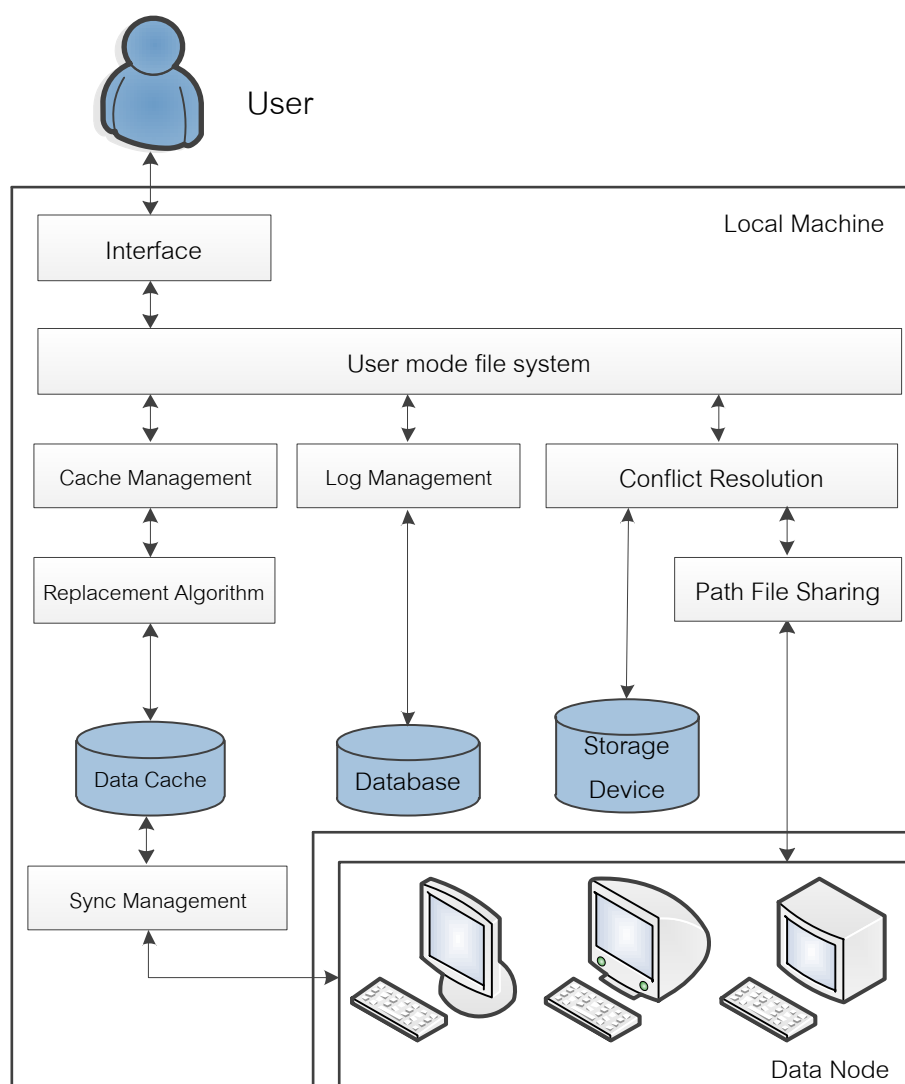 User
Local Machine
Interface
User mode file system
Cache Management
Log Management
Conflict Resolution
Replacement Algorithm
Path File Sharing
Data Cache
Database
Storage
Device
Sync Management
Data Node